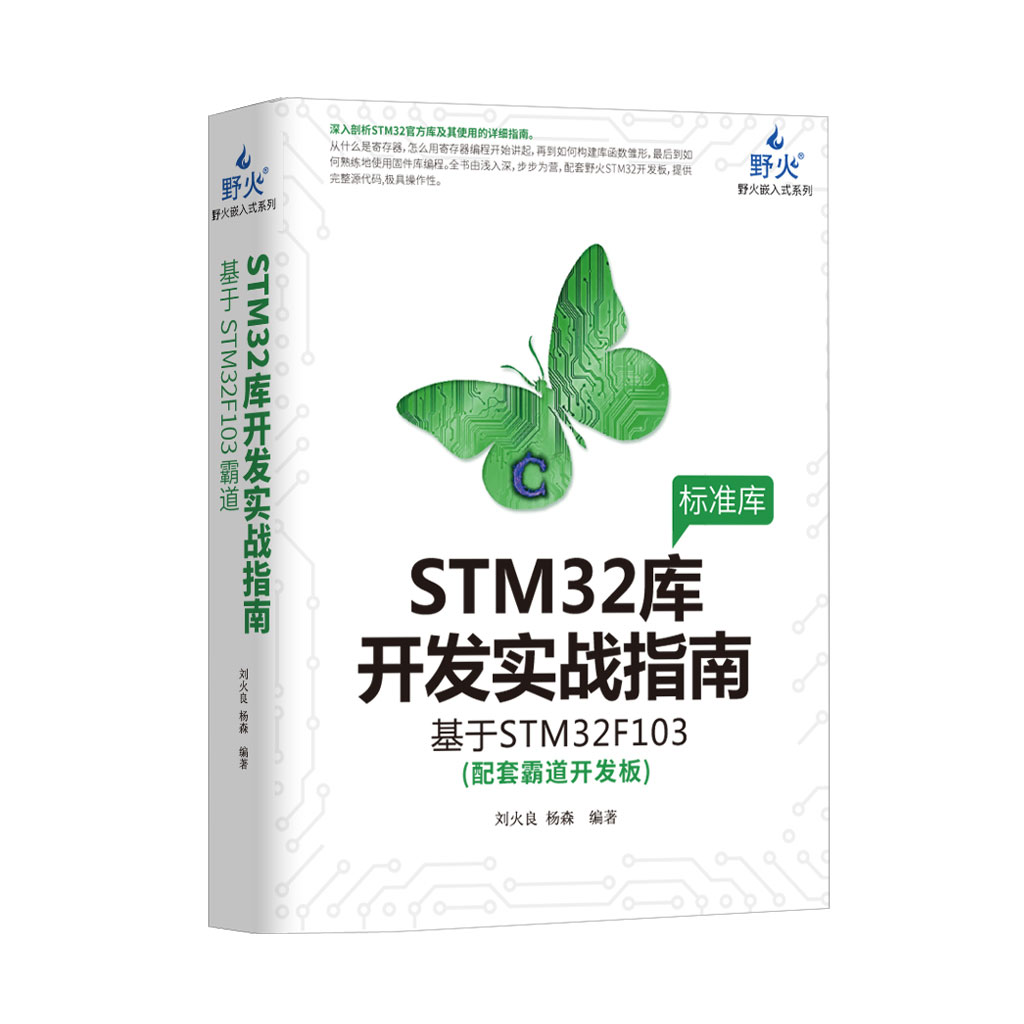 野火®
野火嵌入式系列
STM32库开发实战指南
基于 STM32F103 霸道
刘火良 杨森 编著
深入剖析STM32官方库及其使用的详细指南。
从什么是寄存器,怎么用寄存器编程开始讲起,再到如何构建库函数雏形,最后到如
何熟练地使用固件库编程。全书由浅入深,步步为营,配套野火STM32开发板,提供
完整源代码,极具操作性。
野火®
野火嵌入式系列
C
标准库
STM32库
开发实战指南
基于STM32F103
(配套霸道开发板)
刘火良 杨森 编著